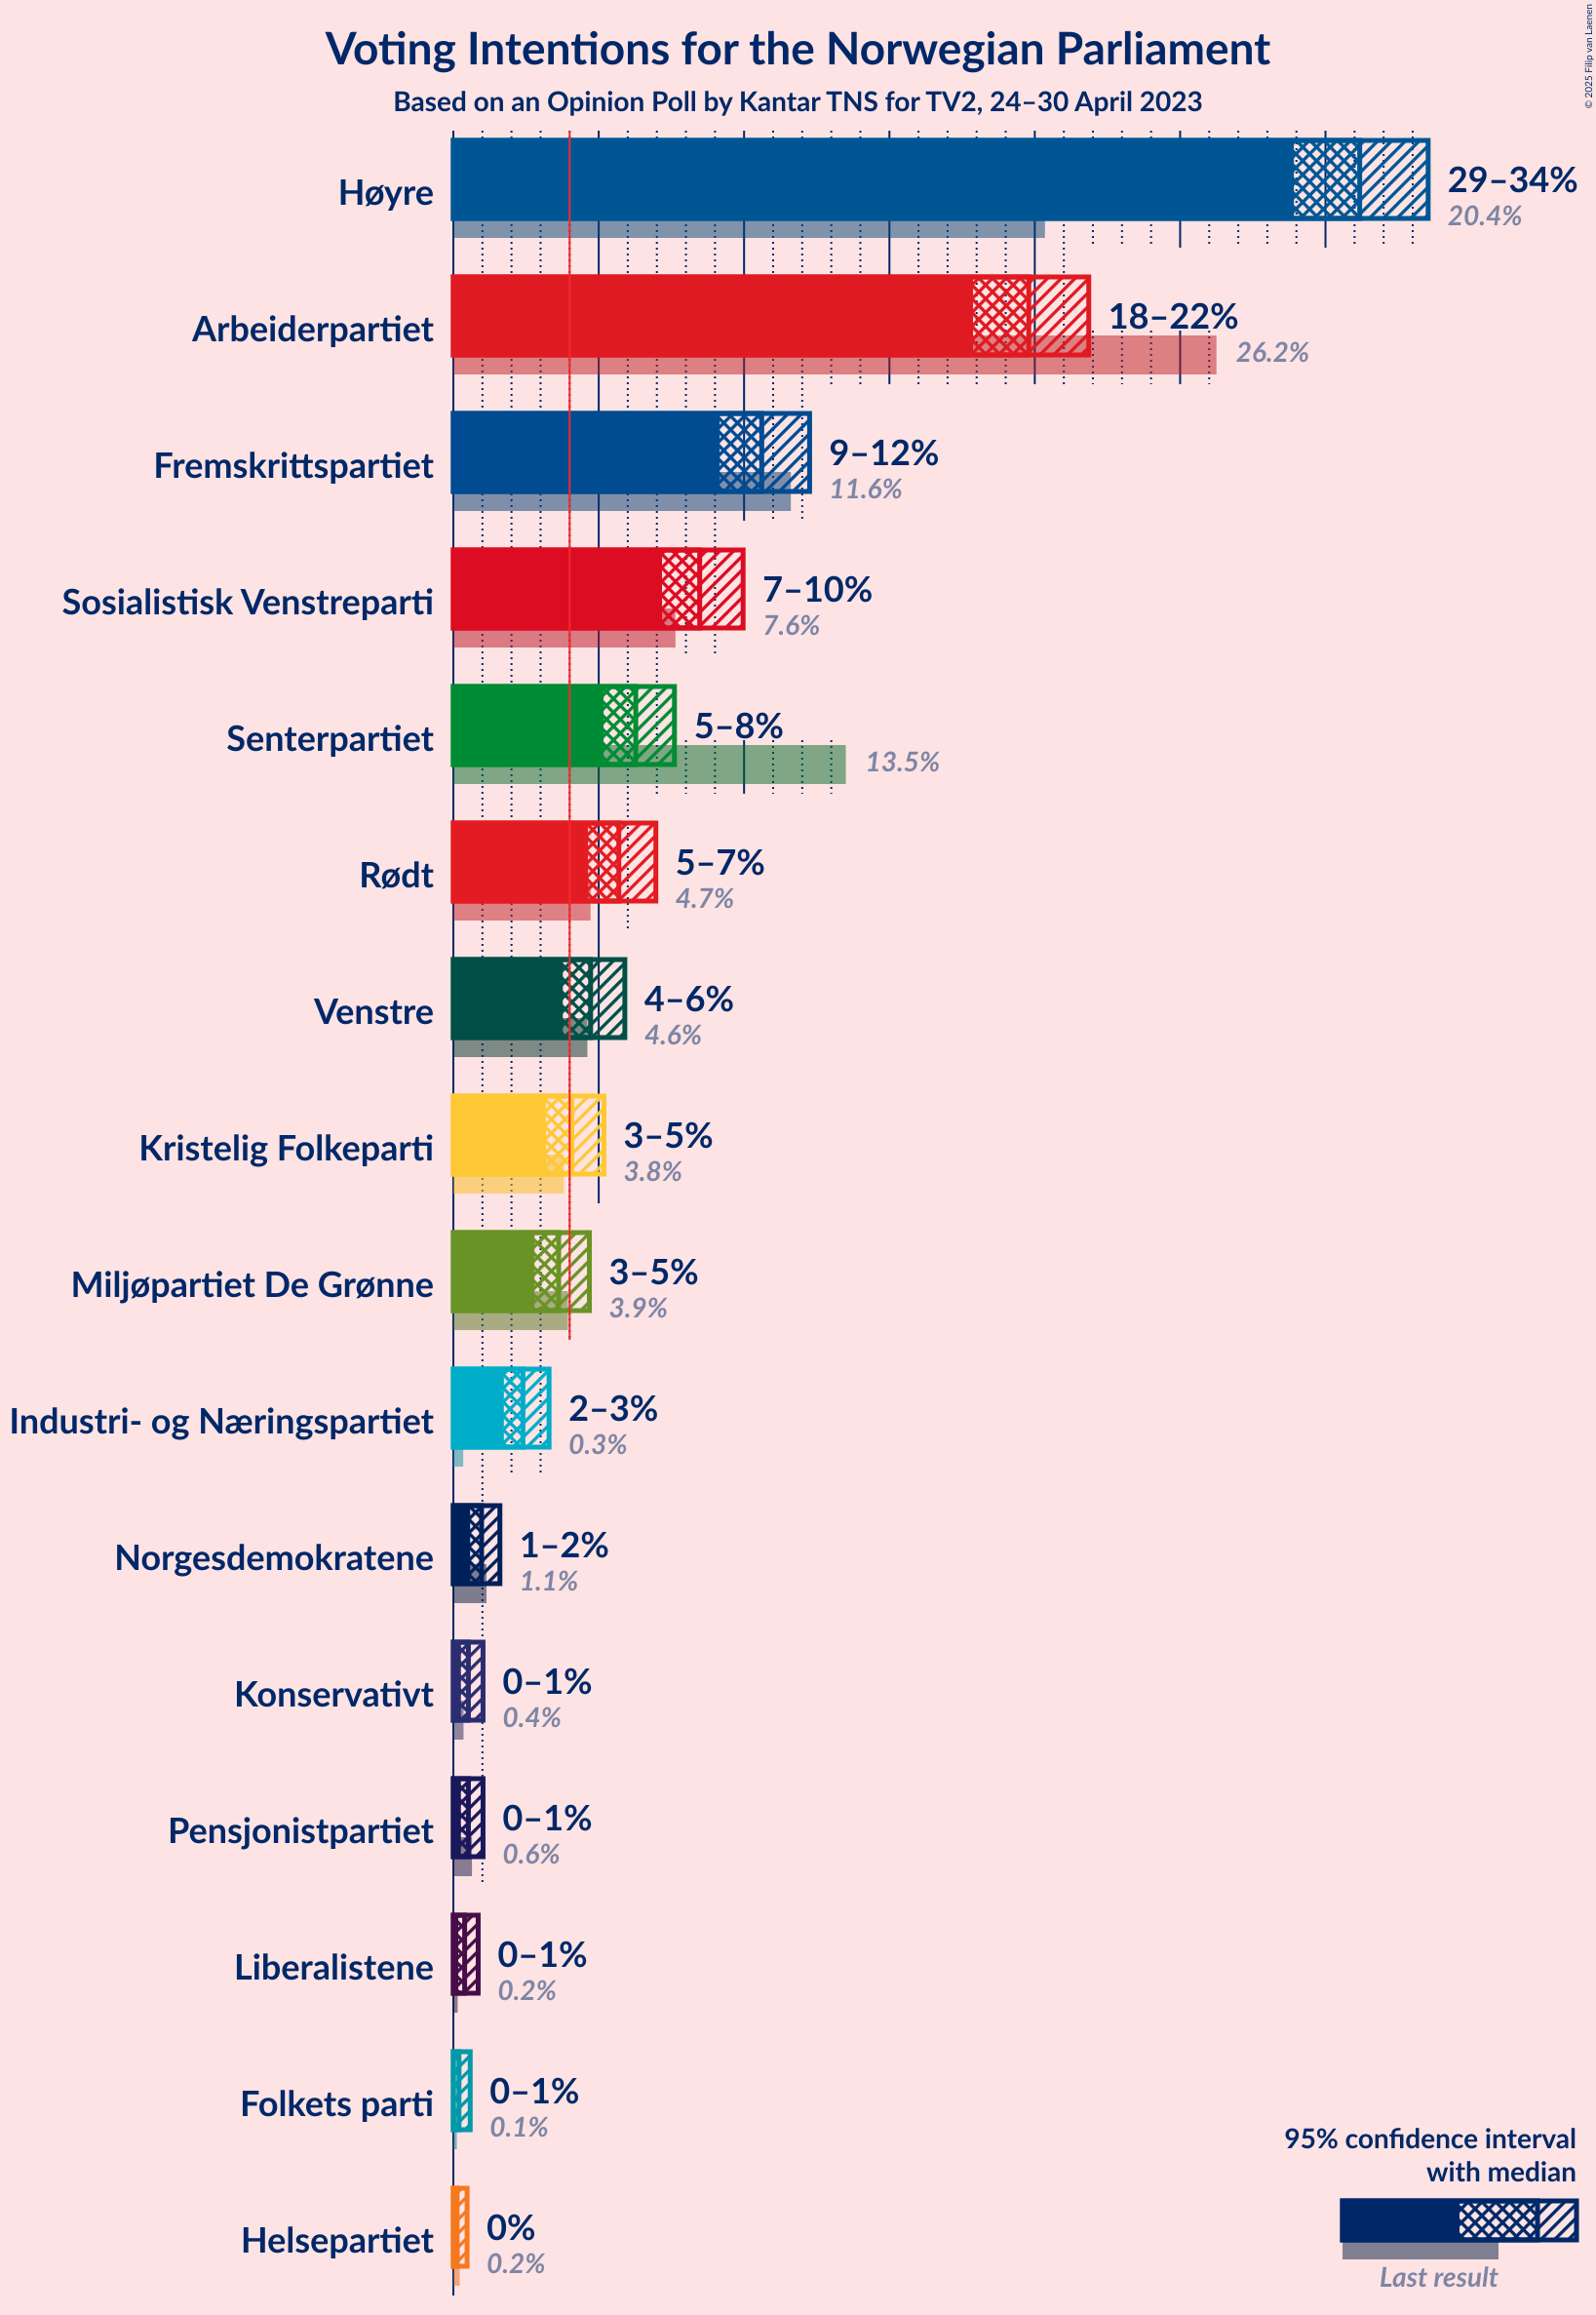 Voting Intentions for the Norwegian Parliament
Based on an Opinion Poll by Kantar TNS for TV2, 24–30 April 2023
© 2025 Filip van Laenen
Høyre
29–34%
20.4%
Arbeiderpartiet
18–22%
26.2%
Fremskrittspartiet
9–12%
11.6%
Sosialistisk Venstreparti
7–10%
7.6%
Senterpartiet
5–8%
13.5%
Rødt
5–7%
4.7%
Venstre
4–6%
4.6%
Kristelig Folkeparti
3–5%
3.8%
Miljøpartiet De Grønne
3–5%
3.9%
Industri- og Næringspartiet
2–3%
0.3%
Norgesdemokratene
1–2%
1.1%
Konservativt
0–1%
0.4%
Pensjonistpartiet
0–1%
0.6%
Liberalistene
0–1%
0.2%
Folkets parti
0–1%
0.1%
Helsepartiet
0%
0.2%
95% confidence interval
with median
Last result